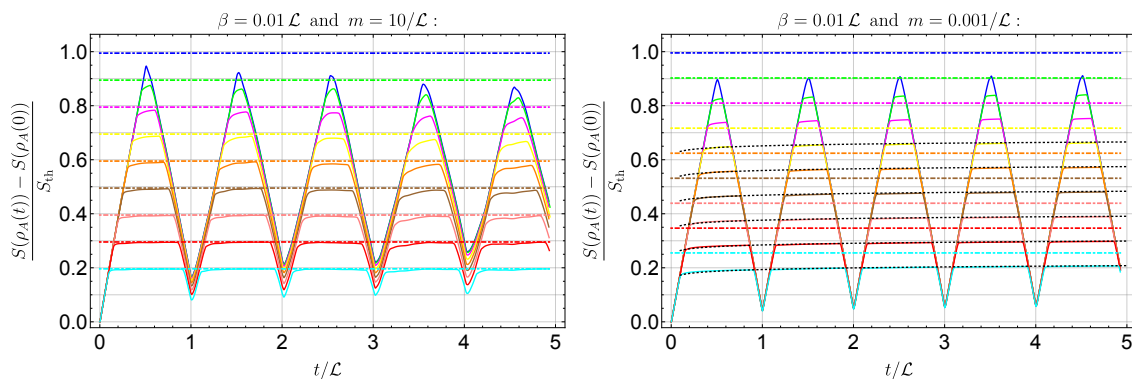 β = 0.01 ℒ and m = 10/ℒ :
S(ρ_A(t)) − S(ρ_A(0))
S_th
1.0
0.8
0.6
0.4
0.2
0.0
0 1 2 3 4 5
t/ℒ
β = 0.01 ℒ and m = 0.001/ℒ :
S(ρ_A(t)) − S(ρ_A(0))
S_th
1.0
0.8
0.6
0.4
0.2
0.0
0 1 2 3 4 5
t/ℒ